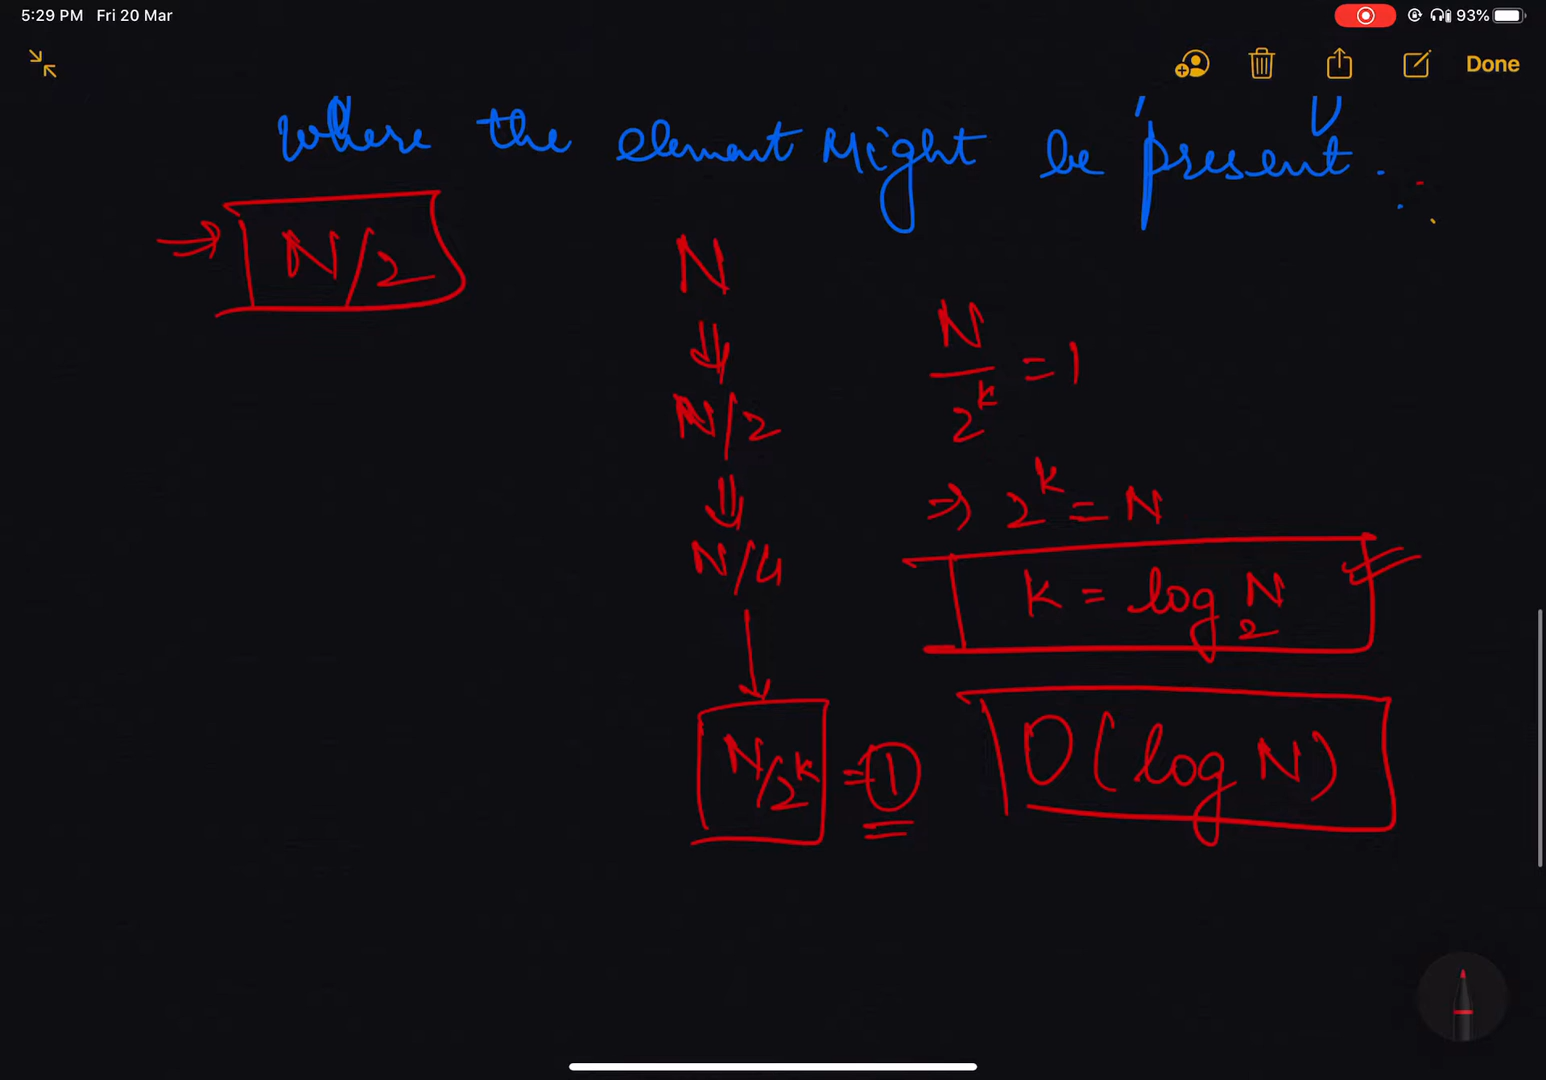 5:29 PM Fri 20 Mar
93%
Done
where the element Might be present.
N/2
N
N/2
N/4
N/2^k = 1
N/2^k = 1
⇒ 2^k = N
k = log₂ N
O(log N)